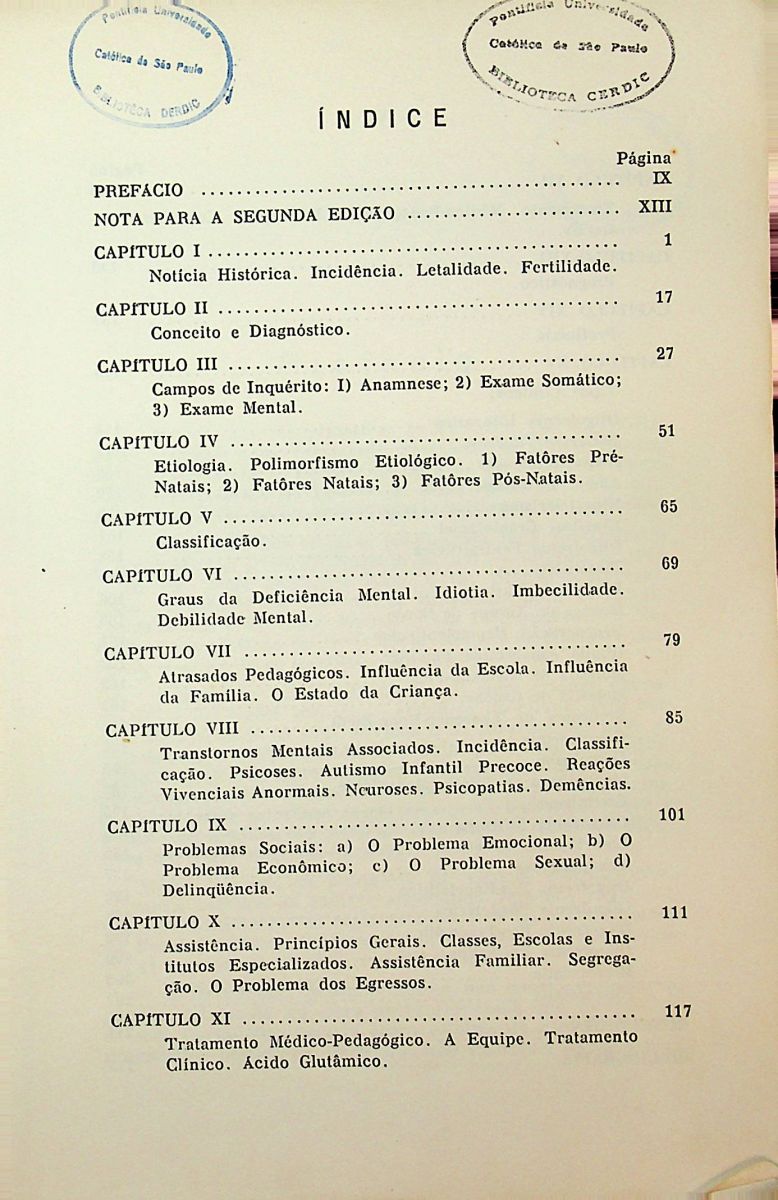 Pontifícia Universidade
Católica de São Paulo
BIBLIOTÉCA DERDIC
Pontifícia Universidade
Católica de São Paulo
BIBLIOTECA CERDIC
ÍNDICE
Página
PREFÁCIO .......... IX
NOTA PARA A SEGUNDA EDIÇÃO .......... XIII
CAPÍTULO I .......... 1
Notícia Histórica. Incidência. Letalidade. Fertilidade.
CAPÍTULO II .......... 17
Conceito e Diagnóstico.
CAPÍTULO III .......... 27
Campos de Inquérito: I) Anamnese; 2) Exame Somático;
3) Exame Mental.
CAPÍTULO IV .......... 51
Etiologia. Polimorfismo Etiológico. 1) Fatôres Pré-
Natais; 2) Fatôres Natais; 3) Fatôres Pós-Natais.
CAPÍTULO V .......... 65
Classificação.
CAPÍTULO VI .......... 69
Graus da Deficiência Mental. Idiotia. Imbecilidade.
Debilidade Mental.
CAPÍTULO VII .......... 79
Atrasados Pedagógicos. Influência da Escola. Influência
da Família. O Estado da Criança.
CAPÍTULO VIII .......... 85
Transtornos Mentais Associados. Incidência. Classifi-
cação. Psicoses. Autismo Infantil Precoce. Reações
Vivenciais Anormais. Neuroses. Psicopatias. Demências.
CAPÍTULO IX .......... 101
Problemas Sociais: a) O Problema Emocional; b) O
Problema Econômico; c) O Problema Sexual; d)
Delinqüência.
CAPÍTULO X .......... 111
Assistência. Princípios Gerais. Classes, Escolas e Ins-
titutos Especializados. Assistência Familiar. Segrega-
ção. O Problema dos Egressos.
CAPÍTULO XI .......... 117
Tratamento Médico-Pedagógico. A Equipe. Tratamento
Clínico. Ácido Glutâmico.